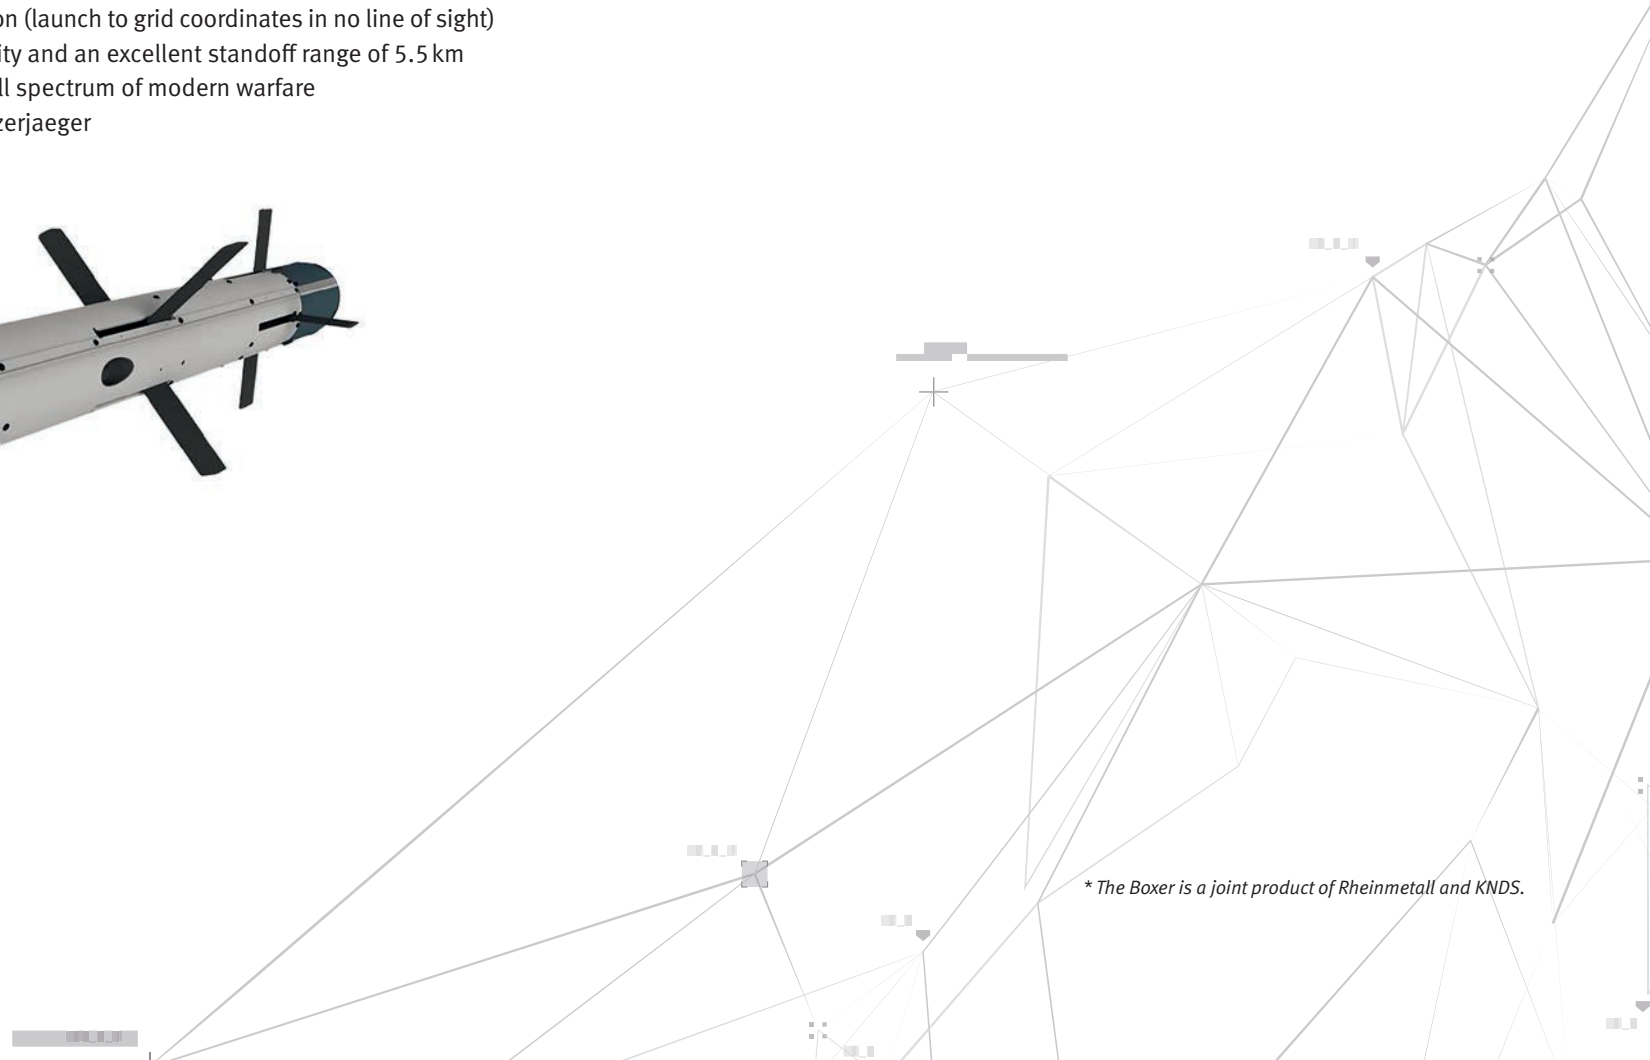 on (launch to grid coordinates in no line of sight)
ity and an excellent standoff range of 5.5 km
ll spectrum of modern warfare
zerjaeger
* The Boxer is a joint product of Rheinmetall and KNDS.